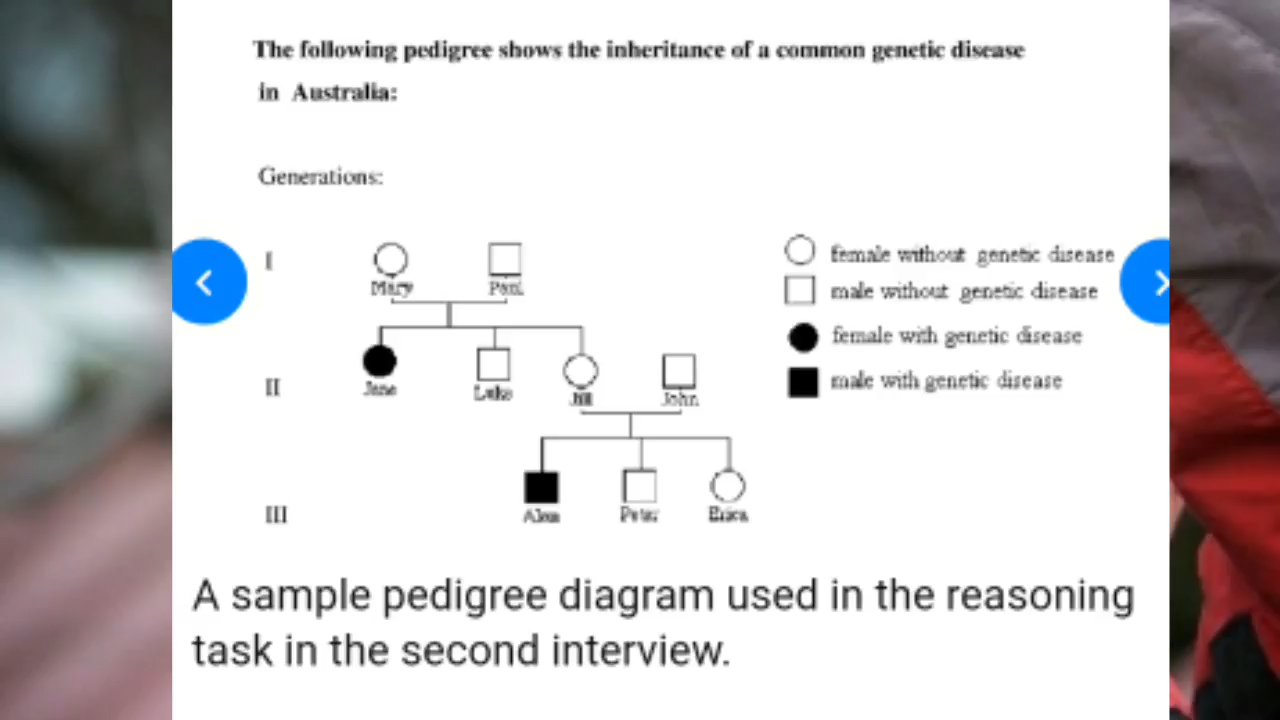 The following pedigree shows the inheritance of a common genetic disease
in Australia:
Generations:
I
female without genetic disease
Mary Paul
male without genetic disease
female with genetic disease
II
male with genetic disease
Jane Luke Jill John
III
Alan Peter Erica
A sample pedigree diagram used in the reasoning
task in the second interview.